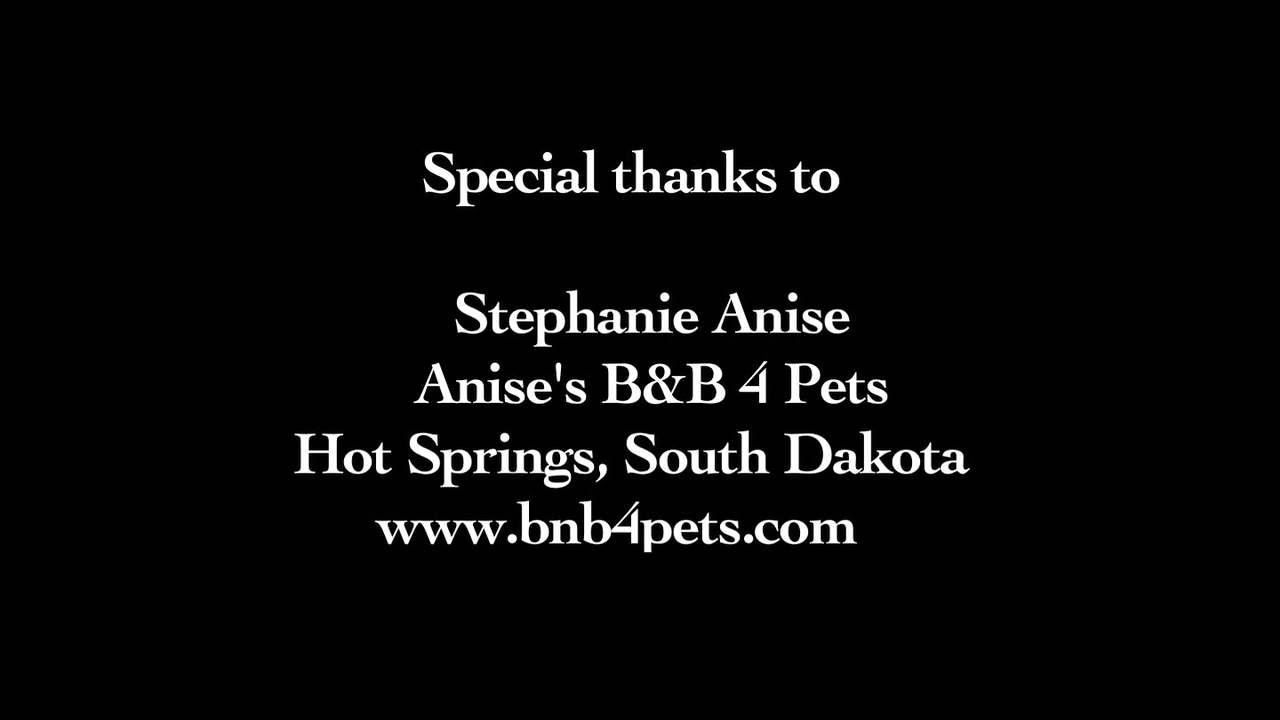 Special thanks to
Stephanie Anise
Anise's B&B 4 Pets
Hot Springs, South Dakota
www.bnb4pets.com